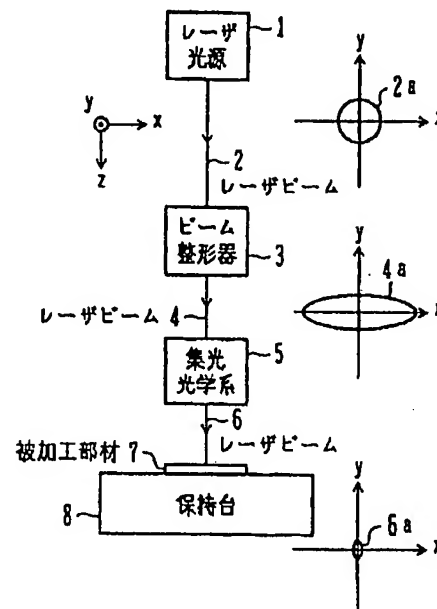 レーザ
光源
1
y
x
z
2
レーザビーム
y
2a
x
ビーム
整形器
3
レーザビーム 4
y
4a
x
集光
光学系
5
6
レーザビーム
被加工部材 7
8
保持台
y
6a
x